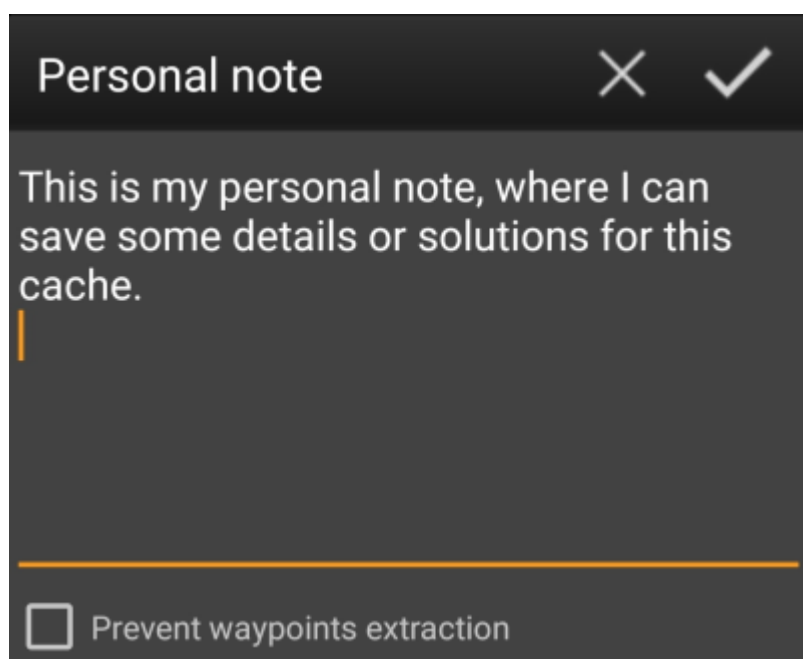 Personal note
This is my personal note, where I can
save some details or solutions for this
cache.
Prevent waypoints extraction